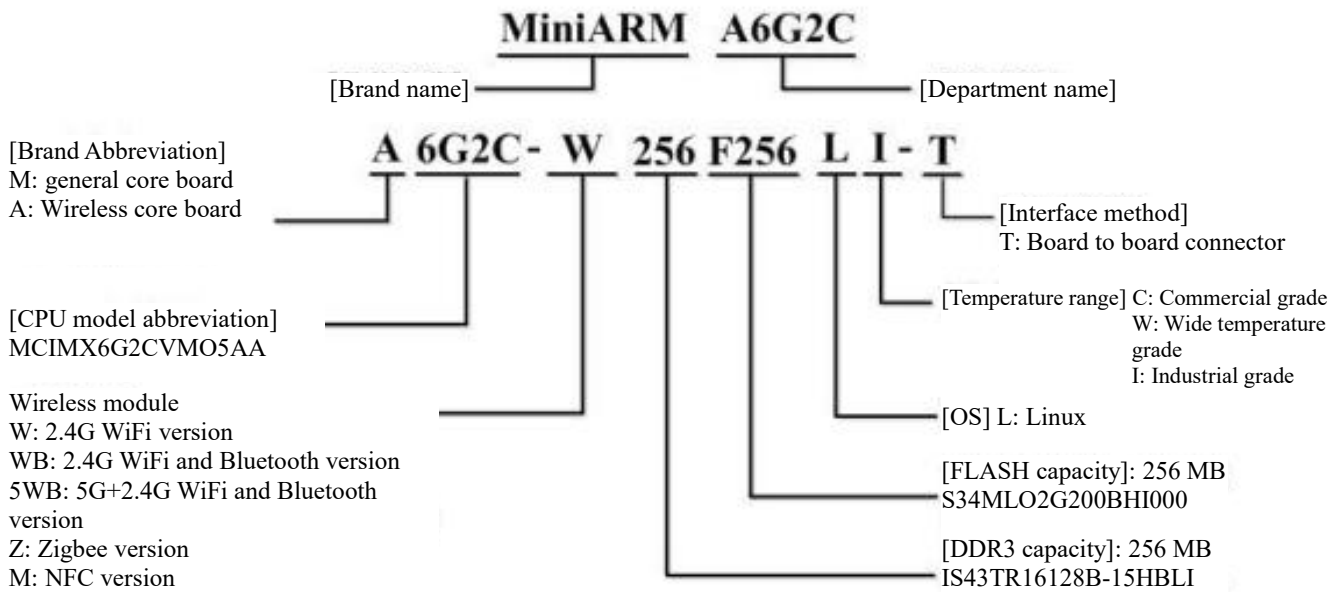 MiniARM A6G2C
[Brand name]
[Department name]
A 6G2C - W 256 F256 L I - T
[Brand Abbreviation]
M: general core board
A: Wireless core board
[Interface method]
T: Board to board connector
[CPU model abbreviation]
MCIMX6G2CVMO5AA
[Temperature range] C: Commercial grade
W: Wide temperature
grade
I: Industrial grade
Wireless module
W: 2.4G WiFi version
WB: 2.4G WiFi and Bluetooth version
5WB: 5G+2.4G WiFi and Bluetooth
version
Z: Zigbee version
M: NFC version
[OS] L: Linux
[FLASH capacity]: 256 MB
S34MLO2G200BHI000
[DDR3 capacity]: 256 MB
IS43TR16128B-15HBLI